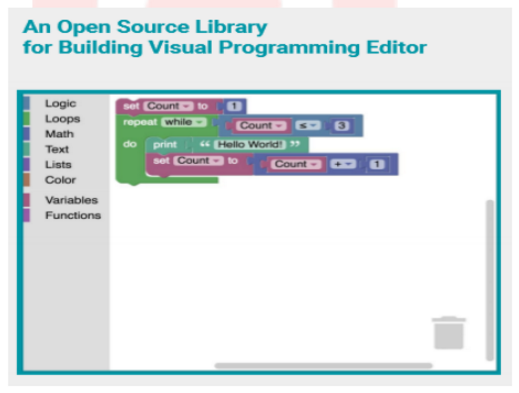 An Open Source Library
for Building Visual Programming Editor
Logic
Loops
Math
Text
Lists
Color
Variables
Functions
set Count to 1
repeat while Count ≤ 3
do print “ Hello World! ”
set Count to Count + 1